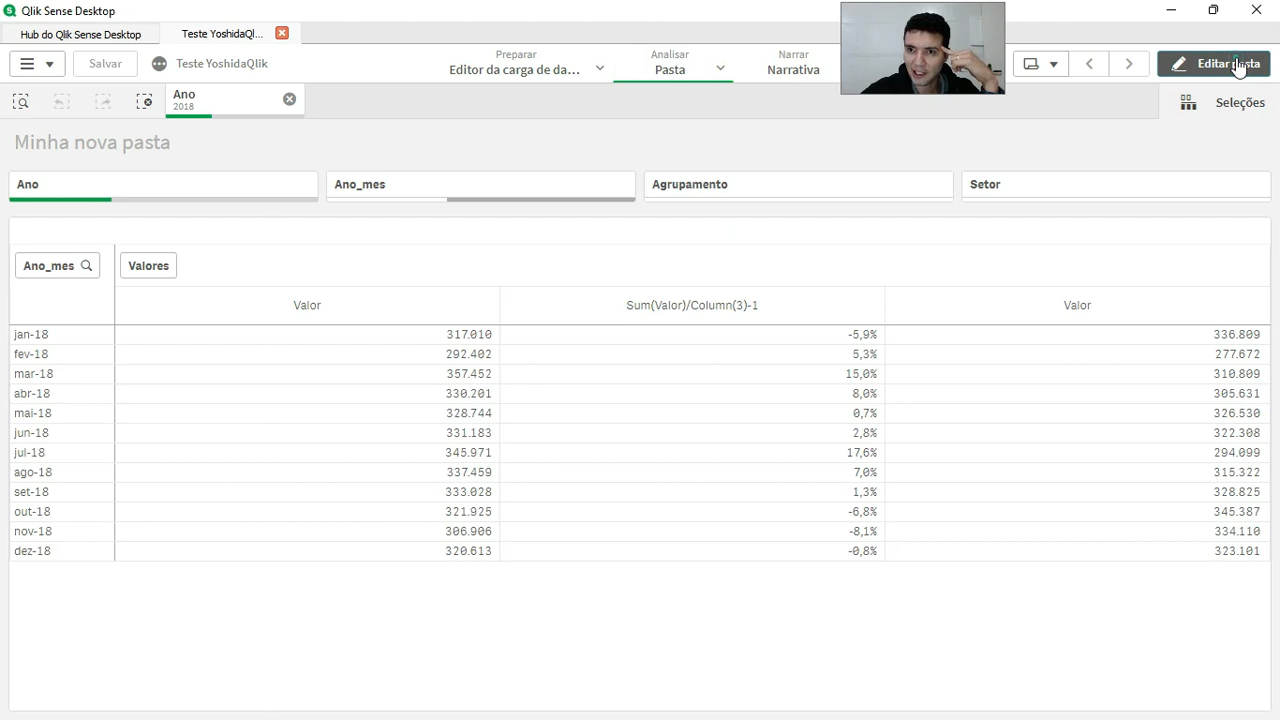 Qlik Sense Desktop
Hub do Qlik Sense Desktop
Teste YoshidaQl...
Salvar
Teste YoshidaQlik
Preparar
Editor da carga de da...
Analisar
Pasta
Narrar
Narrativa
Editar pasta
Ano
2018
Seleções
Minha nova pasta
Ano Ano_mes Agrupamento Setor
Ano_mes Valores
Valor Sum(Valor)/Column(3)-1 Valor
jan-18 317.010 -5,9% 336.809
fev-18 292.402 5,3% 277.672
mar-18 357.452 15,0% 310.809
abr-18 330.201 8,0% 305.631
mai-18 328.744 0,7% 326.530
jun-18 331.183 2,8% 322.308
jul-18 345.971 17,6% 294.099
ago-18 337.459 7,0% 315.322
set-18 333.028 1,3% 328.825
out-18 321.925 -6,8% 345.387
nov-18 306.906 -8,1% 334.110
dez-18 320.613 -0,8% 323.101